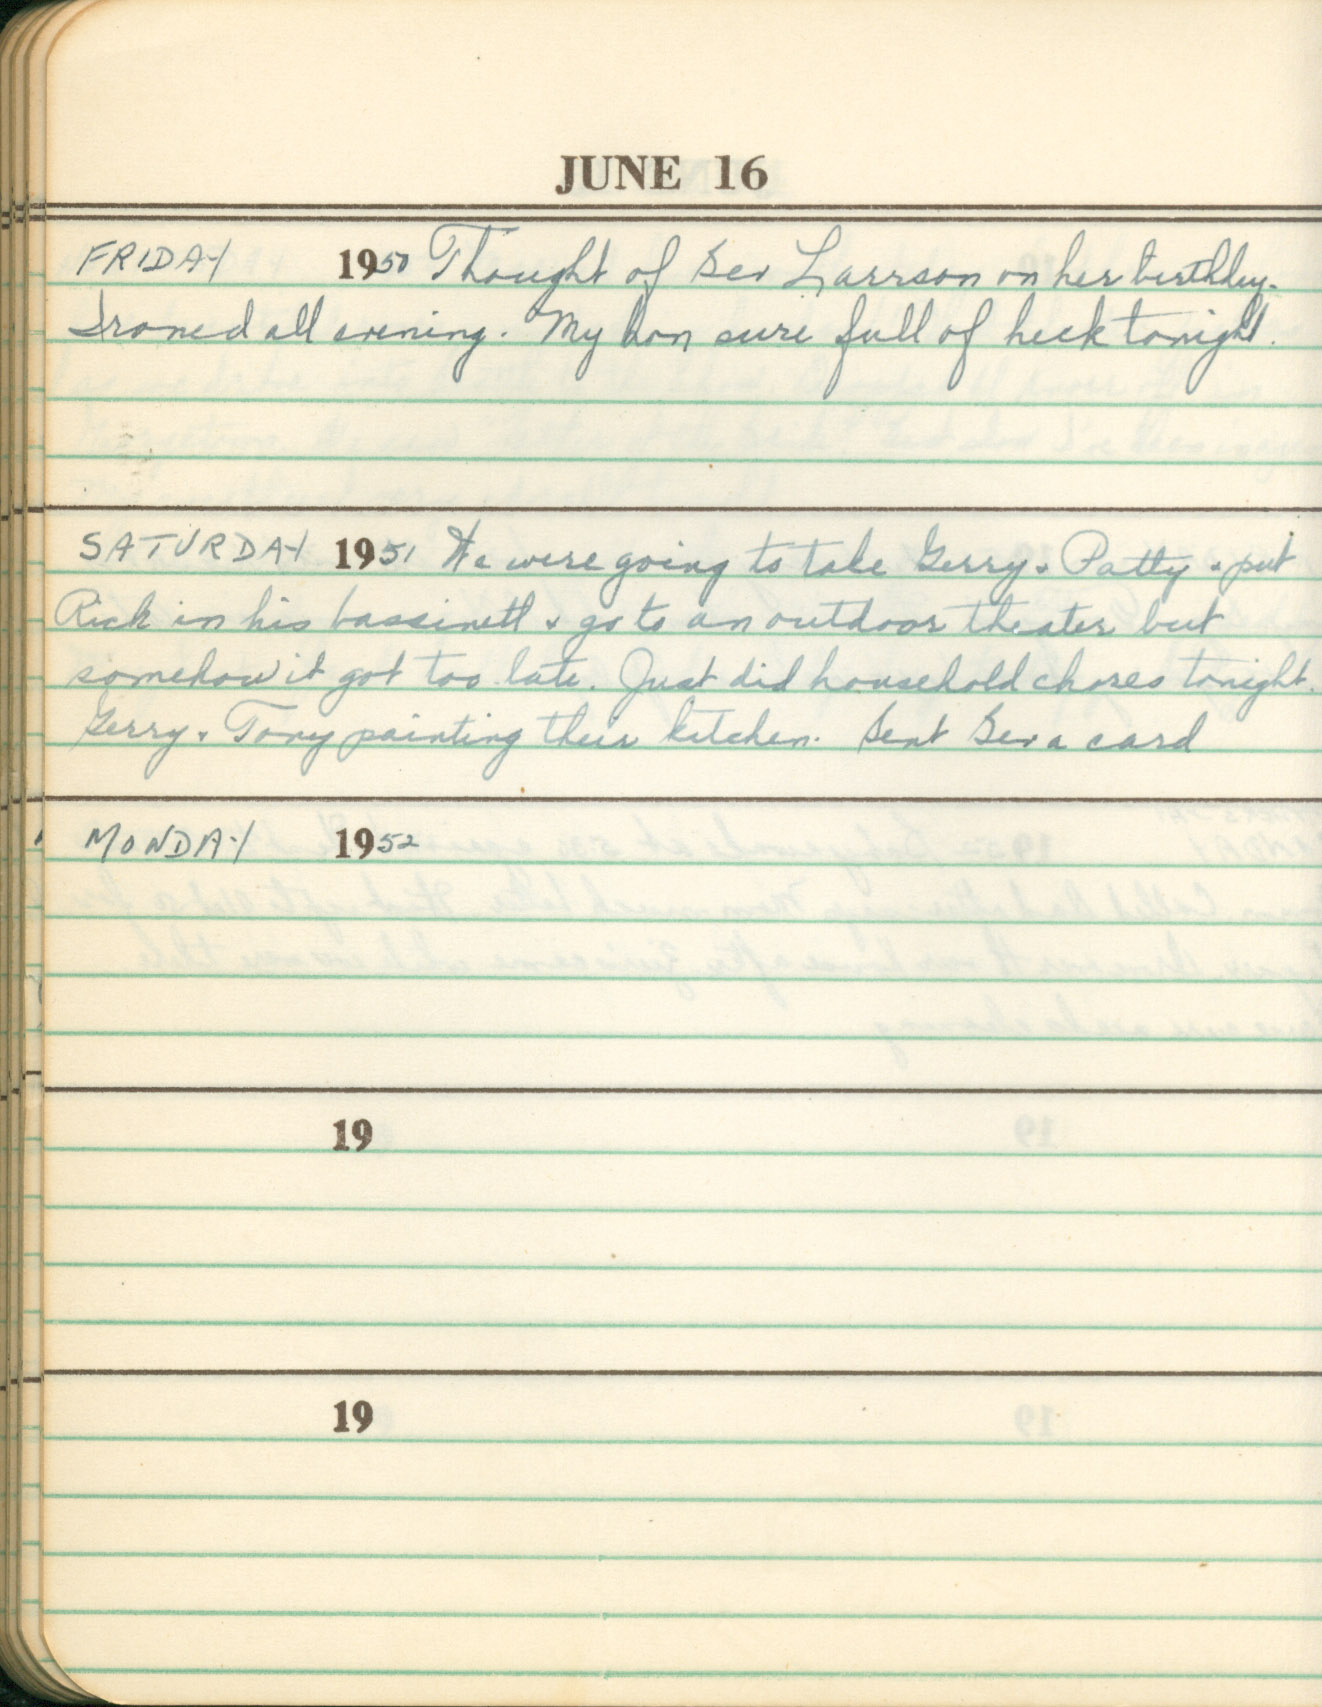 JUNE 16
FRIDAY 1950 Thought of Bev Larrson on her birthday.
Ironed all evening. My hon sure full of heck tonight.
SATURDAY 1951 We were going to take Gerry & Patty & put
Rick in his bassinett & go to an outdoor theater but
somehow it got too late. Just did household chores tonight.
Gerry & Tony painting their kitchen. Sent Bev a card
MONDAY 1952
19
19